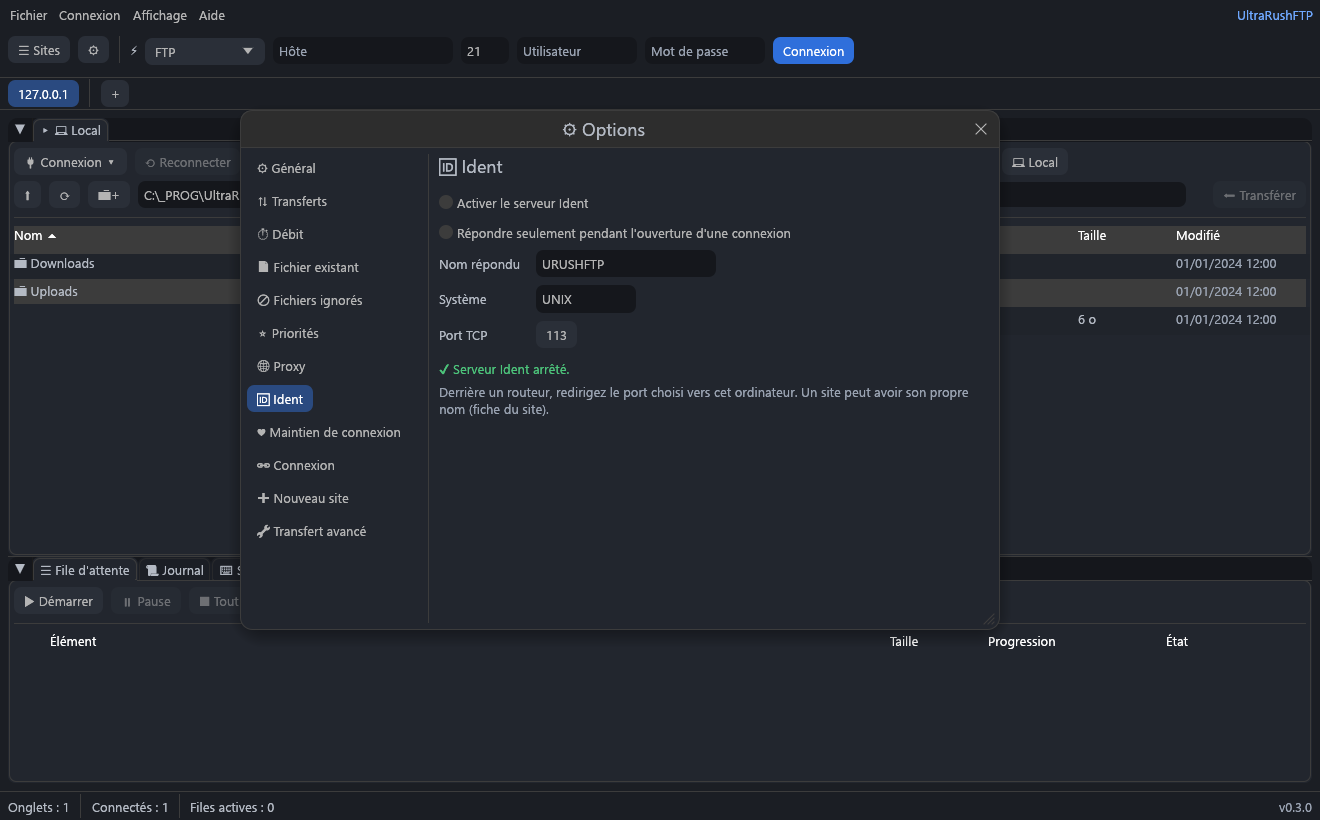 Fichier Connexion Affichage Aide UltraRushFTP
Sites FTP Hôte 21 Utilisateur Mot de passe Connexion
127.0.0.1 +
Local
Connexion Reconnecter
C:\_PROG\UltraR
Nom
Downloads
Uploads
Options
Général
Transferts
Débit
Fichier existant
Fichiers ignorés
Priorités
Proxy
Ident
Maintien de connexion
Connexion
Nouveau site
Transfert avancé
Ident
Activer le serveur Ident
Répondre seulement pendant l'ouverture d'une connexion
Nom répondu URUSHFTP
Système UNIX
Port TCP 113
✓ Serveur Ident arrêté.
Derrière un routeur, redirigez le port choisi vers cet ordinateur. Un site peut avoir son propre
nom (fiche du site).
Local
Transférer
Taille Modifié
01/01/2024 12:00
01/01/2024 12:00
6 o 01/01/2024 12:00
File d'attente Journal
Démarrer Pause Tout
Élément Taille Progression État
Onglets : 1 Connectés : 1 Files actives : 0 v0.3.0